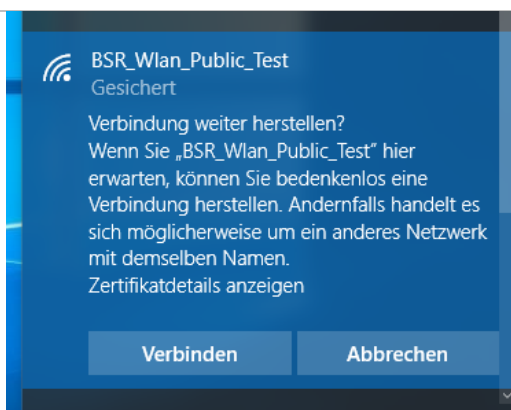 BSR_Wlan_Public_Test
Gesichert
Verbindung weiter herstellen?
Wenn Sie „BSR_Wlan_Public_Test" hier
erwarten, können Sie bedenkenlos eine
Verbindung herstellen. Andernfalls handelt es
sich möglicherweise um ein anderes Netzwerk
mit demselben Namen.
Zertifikatdetails anzeigen
Verbinden
Abbrechen